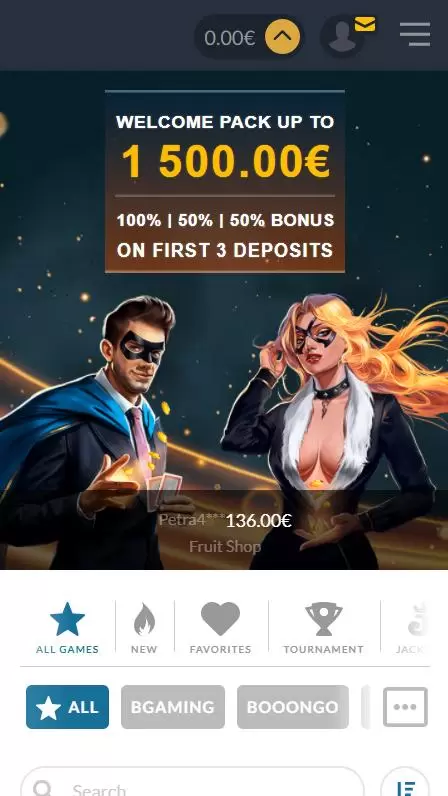 0.00€
WELCOME PACK UP TO
1 500.00€
100% | 50% | 50% BONUS
ON FIRST 3 DEPOSITS
Petra4*** 136.00€
Fruit Shop
ALL GAMES NEW FAVORITES TOURNAMENT JACK
ALL BGAMING BOOONGO
Search